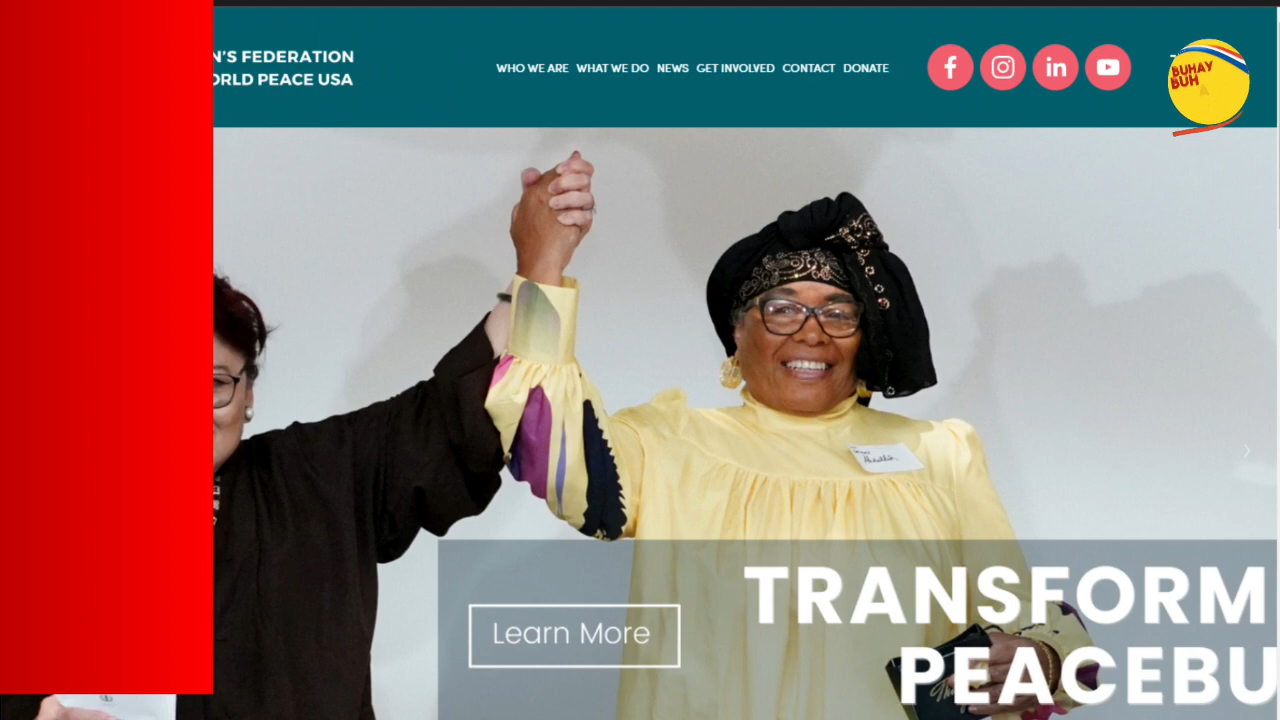 N'S FEDERATION
ORLD PEACE USA
WHO WE ARE WHAT WE DO NEWS GET INVOLVED CONTACT DONATE
BUHAY
BUH
Learn More
TRANSFORM
PEACEBU